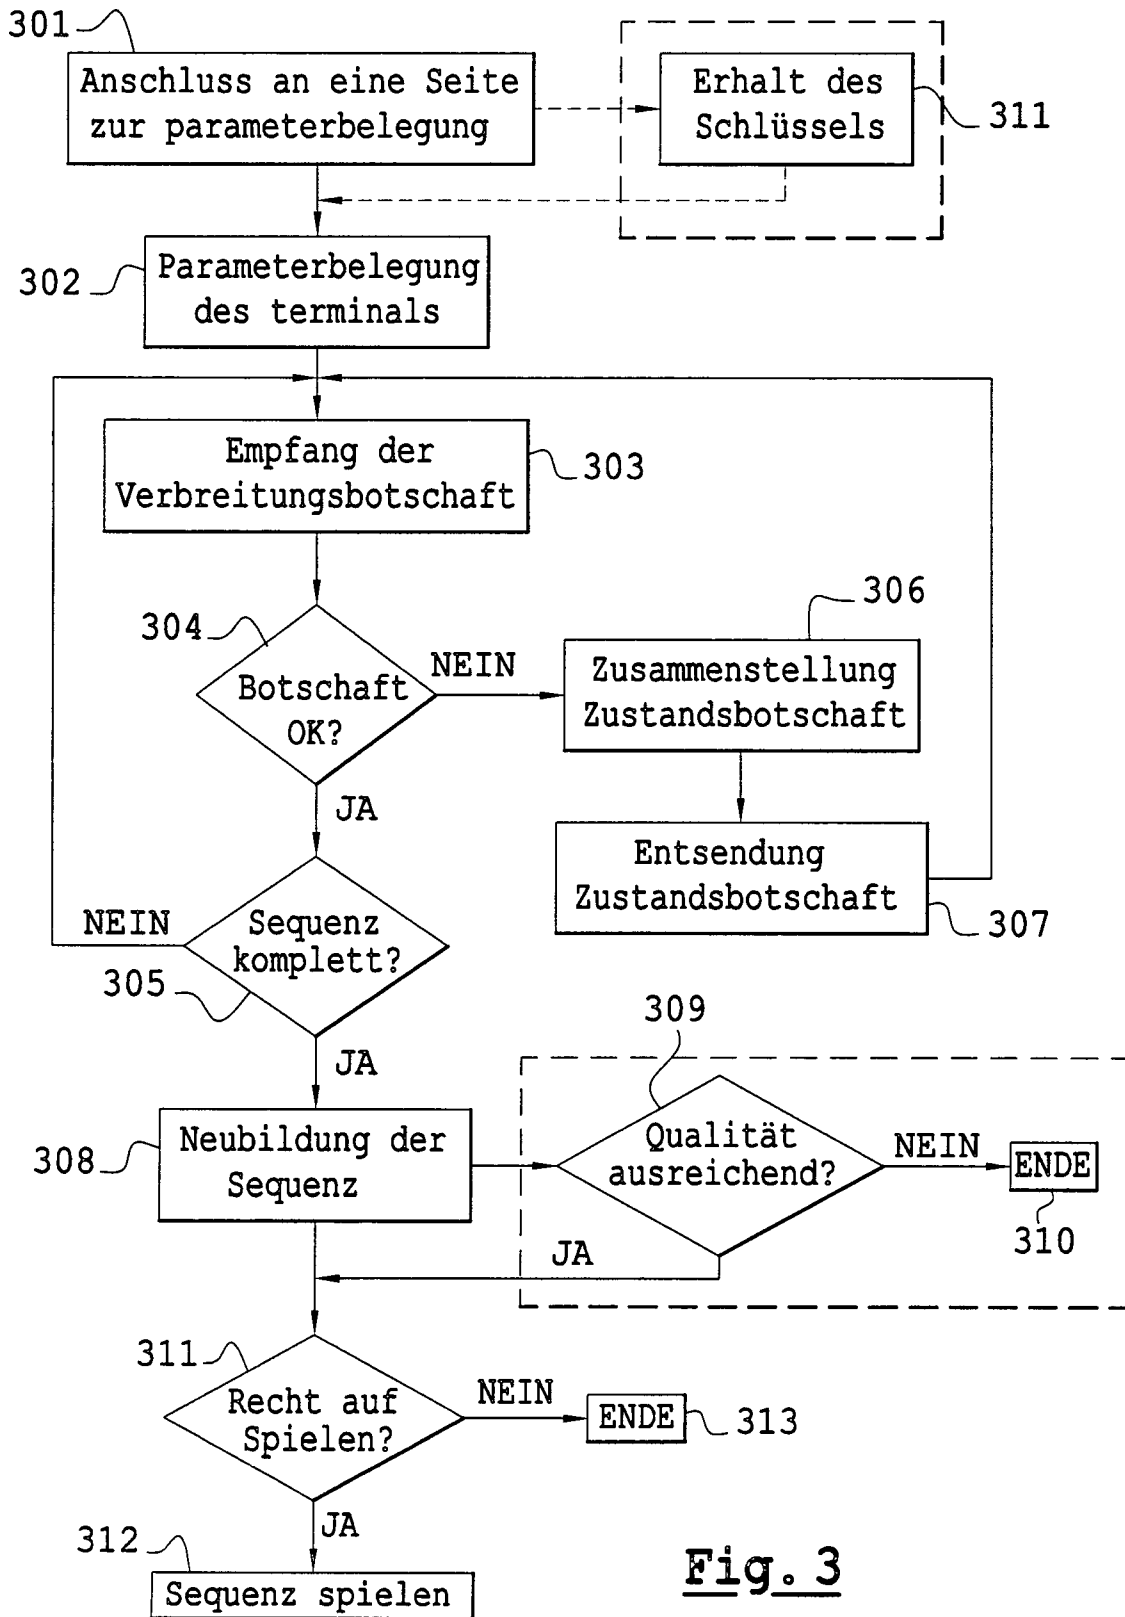 301
Anschluss an eine Seite
zur parameterbelegung
Erhalt des
Schlüssels
311
302
Parameterbelegung
des terminals
Empfang der
Verbreitungsbotschaft
303
304
Botschaft
OK?
NEIN
306
Zusammenstellung
Zustandsbotschaft
JA
Entsendung
Zustandsbotschaft
307
NEIN
Sequenz
komplett?
305
JA
309
308
Neubildung der
Sequenz
Qualität
ausreichend?
NEIN
ENDE
310
JA
311
Recht auf
Spielen?
NEIN
ENDE
313
JA
312
Sequenz spielen
Fig. 3